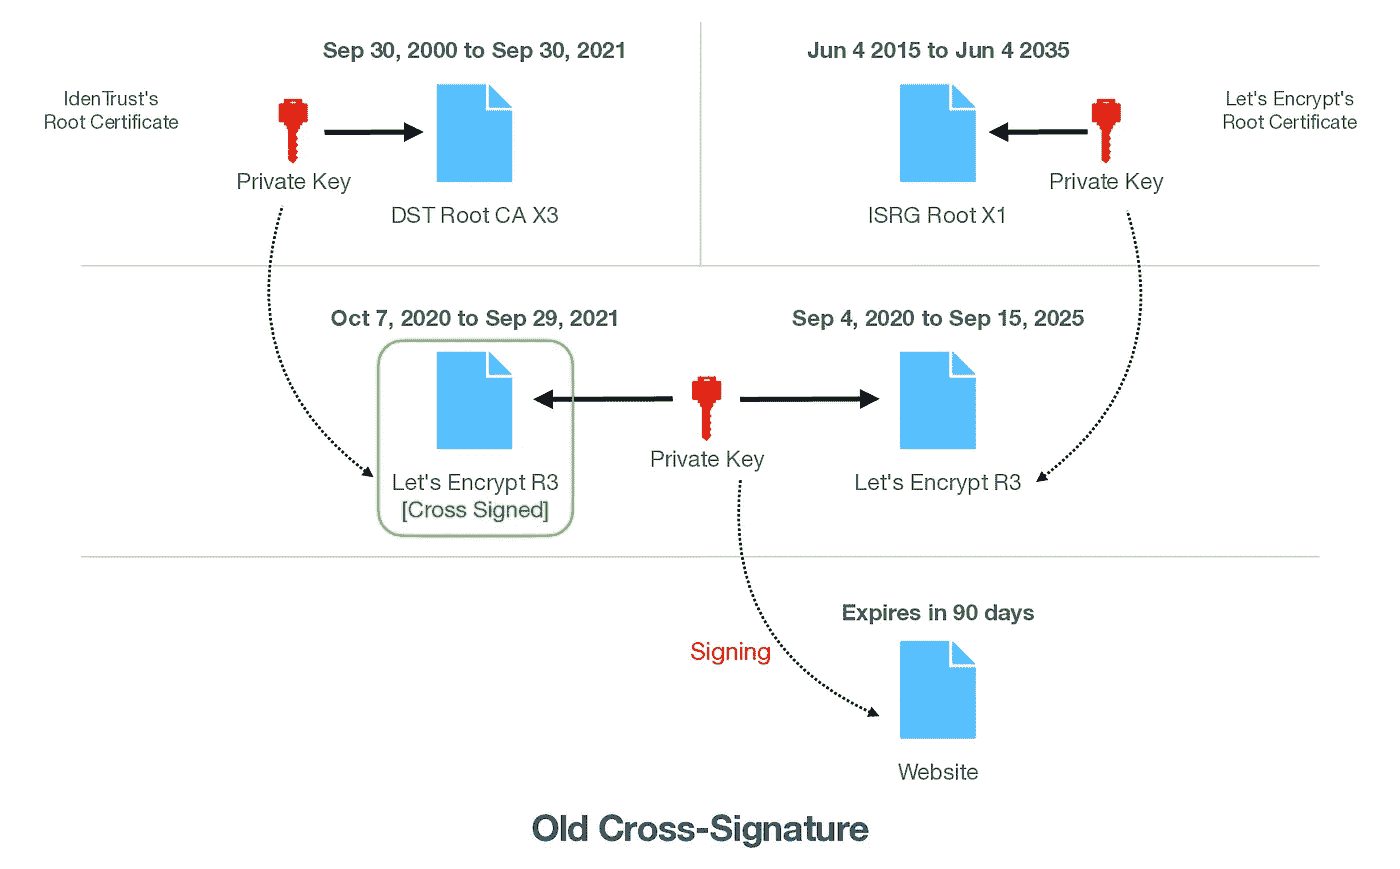 Sep 30, 2000 to Sep 30, 2021
Jun 4 2015 to Jun 4 2035
IdenTrust's
Root Certificate
Let's Encrypt's
Root Certificate
Private Key
Private Key
DST Root CA X3
ISRG Root X1
Oct 7, 2020 to Sep 29, 2021
Sep 4, 2020 to Sep 15, 2025
Private Key
Let's Encrypt R3
[Cross Signed]
Let's Encrypt R3
Expires in 90 days
Signing
Website
Old Cross-Signature